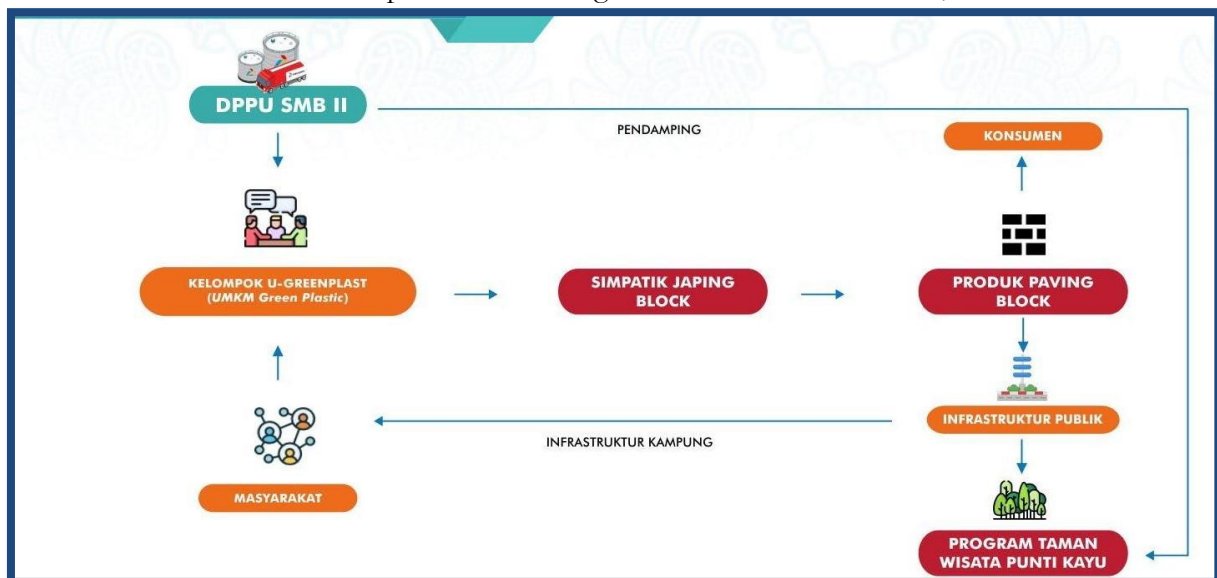 DPPU SMB II
PENDAMPING
KONSUMEN
KELOMPOK U-GREENPLAST
(UMKM Green Plastic)
SIMPATIK JAPING
BLOCK
PRODUK PAVING
BLOCK
INFRASTRUKTUR PUBLIK
INFRASTRUKTUR KAMPUNG
MASYARAKAT
PROGRAM TAMAN
WISATA PUNTI KAYU